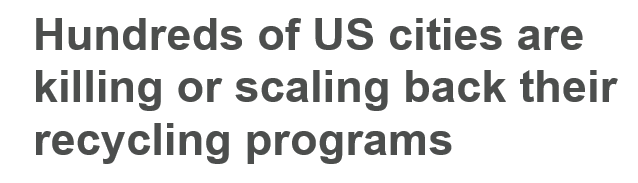 Hundreds of US cities are
killing or scaling back their
recycling programs